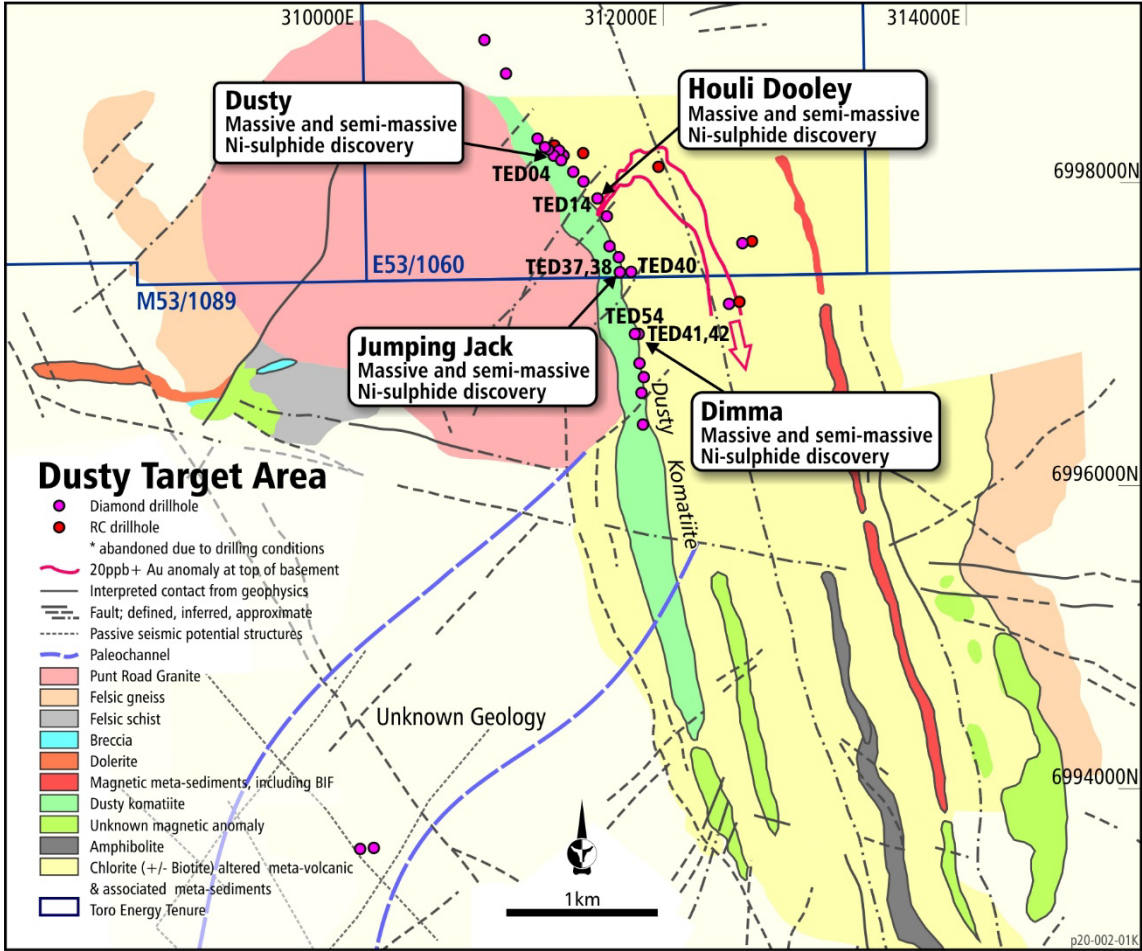 310000E
312000E
314000E
Dusty
Massive and semi-massive
Ni-sulphide discovery
Houli Dooley
Massive and semi-massive
Ni-sulphide discovery
TED04
6998000N
TED14
E53/1060
TED37,38
TED40
M53/1089
TED54
TED41,42
Jumping Jack
Massive and semi-massive
Ni-sulphide discovery
Dimma
Massive and semi-massive
Ni-sulphide discovery
Dusty Komatiite
6996000N
Dusty Target Area
Diamond drillhole
RC drillhole
* abandoned due to drilling conditions
20ppb+ Au anomaly at top of basement
Interpreted contact from geophysics
Fault; defined, inferred, approximate
Passive seismic potential structures
Paleochannel
Punt Road Granite
Felsic gneiss
Felsic schist
Breccia
Dolerite
Magnetic meta-sediments, including BIF
Dusty komatiite
Unknown magnetic anomaly
Amphibolite
Chlorite (+/- Biotite) altered meta-volcanic
& associated meta-sediments
Toro Energy Tenure
Unknown Geology
6994000N
1km
p20-002-01K